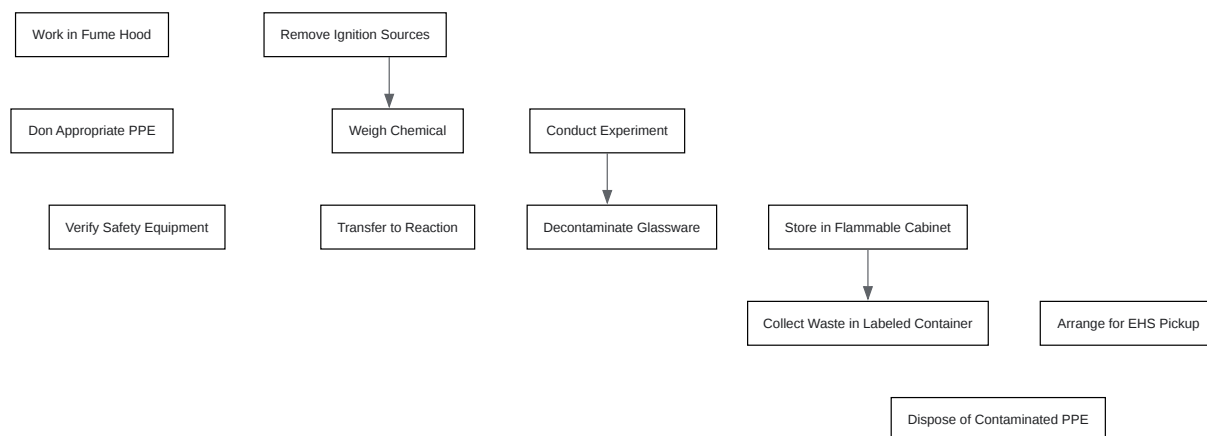 Work in Fume Hood
Remove Ignition Sources
Don Appropriate PPE
Weigh Chemical
Conduct Experiment
Verify Safety Equipment
Transfer to Reaction
Decontaminate Glassware
Store in Flammable Cabinet
Collect Waste in Labeled Container
Arrange for EHS Pickup
Dispose of Contaminated PPE